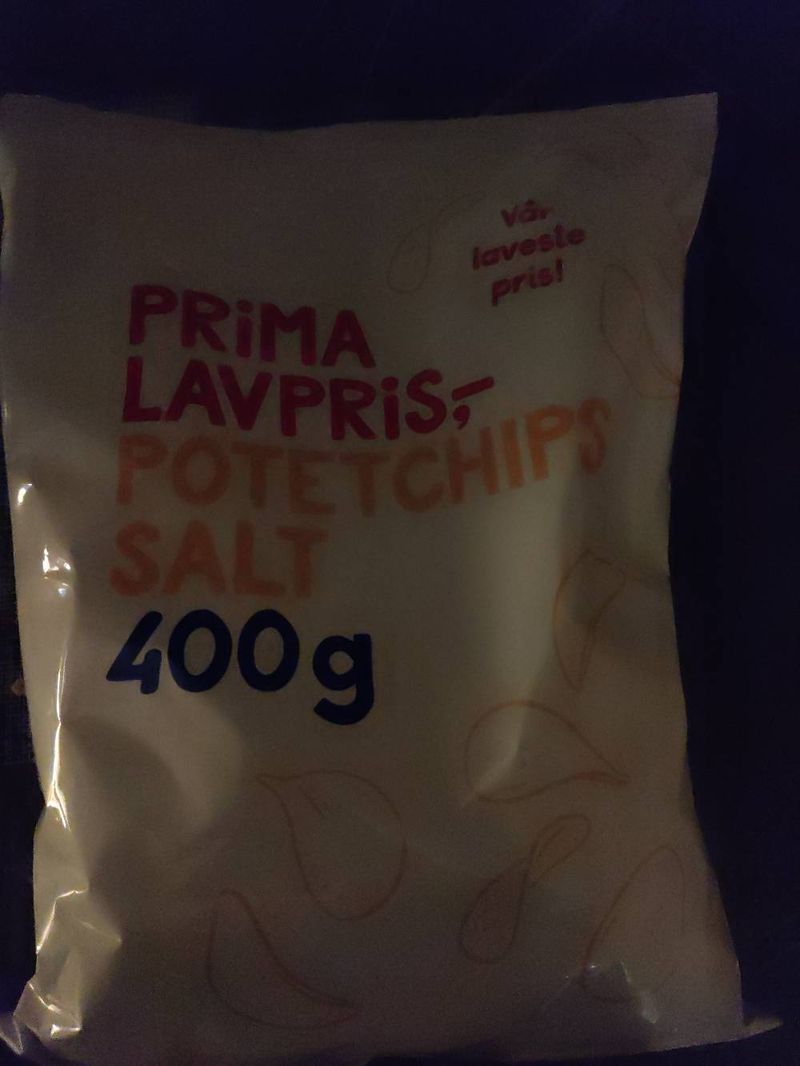 Vår
laveste
pris!
PRiMA
LAVPRiS,-
POTETCHIPS
SALT
400g